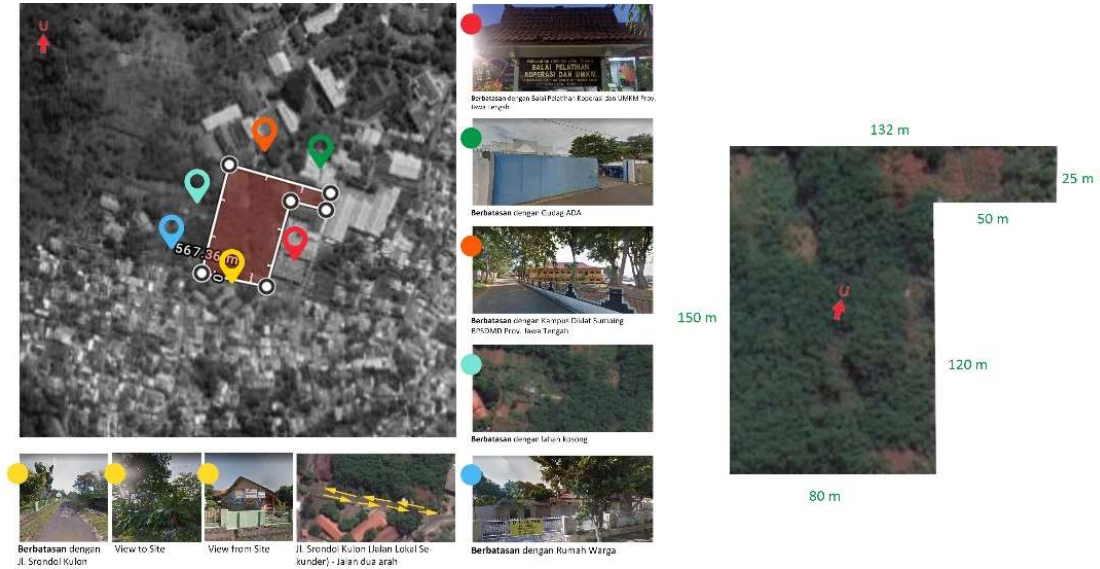 U
567,36 m
0
BALAI PELATIHAN
KOPERASI DAN UMKM
Berbatasan dengan Balai Pelatihan Koperasi dan UMKM Prov.
Jawa Tengah
Berbatasan dengan Gudag ADA
Berbatasan dengan Kampus Diklat Sumping
BPSDMD Prov. Jawa Tengah
Berbatasan dengan lahan kosong
Berbatasan dengan Rumah Warga
Berbatasan dengan
Jl. Srondol Kulon
View to Site
View from Site
Jl. Srondol Kulon (Jalan Lokal Se-
kunder) - Jalan dua arah
132 m
25 m
50 m
U
150 m
120 m
80 m